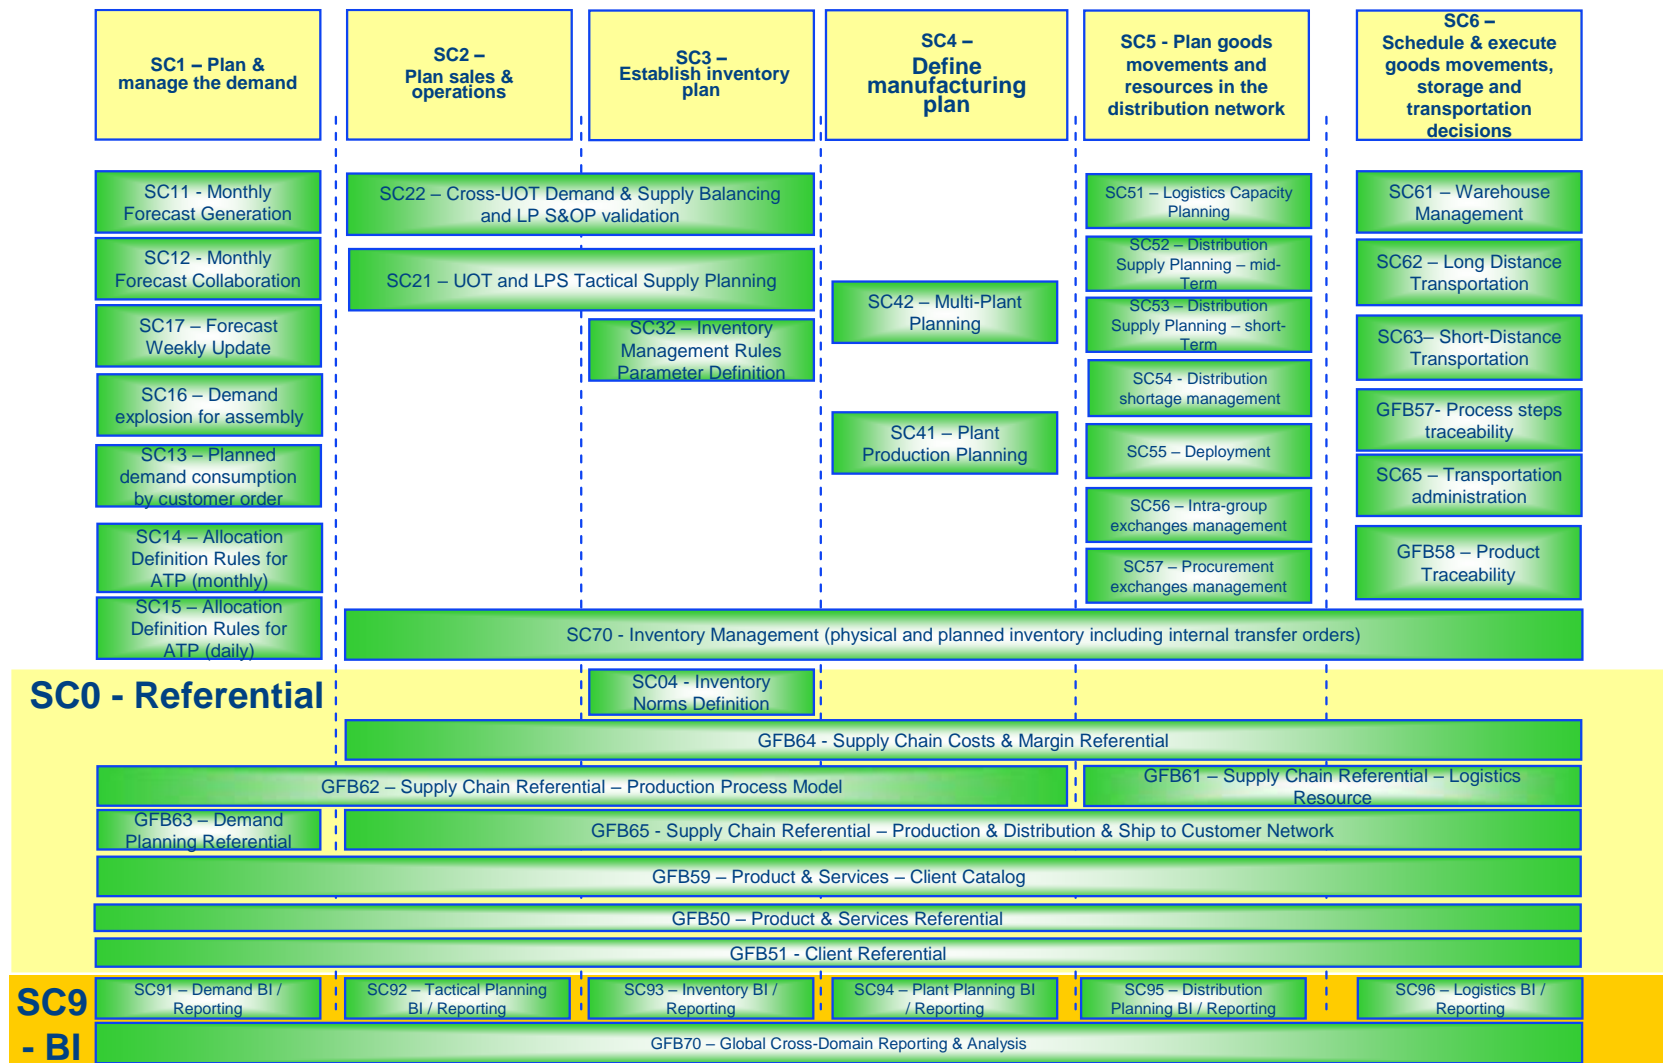 SC1 – Plan &
manage the demand
SC2 –
Plan sales &
operations
SC3 –
Establish inventory
plan
SC4 –
Define
manufacturing
plan
SC5 - Plan goods
movements and
resources in the
distribution network
SC6 –
Schedule & execute
goods movements,
storage and
transportation
decisions
SC11 - Monthly
Forecast Generation
SC12 - Monthly
Forecast Collaboration
SC17 – Forecast
Weekly Update
SC16 – Demand
explosion for assembly
SC13 – Planned
demand consumption
by customer order
SC14 – Allocation
Definition Rules for
ATP (monthly)
SC15 – Allocation
Definition Rules for
ATP (daily)
SC22 – Cross-UOT Demand & Supply Balancing
and LP S&OP validation
SC21 – UOT and LPS Tactical Supply Planning
SC32 – Inventory
Management Rules
Parameter Definition
SC42 – Multi-Plant
Planning
SC41 – Plant
Production Planning
SC51 – Logistics Capacity
Planning
SC52 – Distribution
Supply Planning – mid-
Term
SC53 – Distribution
Supply Planning – short-
Term
SC54 - Distribution
shortage management
SC55 – Deployment
SC56 – Intra-group
exchanges management
SC57 – Procurement
exchanges management
SC61 – Warehouse
Management
SC62 – Long Distance
Transportation
SC63– Short-Distance
Transportation
GFB57- Process steps
traceability
SC65 – Transportation
administration
GFB58 – Product
Traceability
SC70 - Inventory Management (physical and planned inventory including internal transfer orders)
SC0 - Referential
SC04 - Inventory
Norms Definition
GFB64 - Supply Chain Costs & Margin Referential
GFB62 – Supply Chain Referential – Production Process Model
GFB61 – Supply Chain Referential – Logistics
Resource
GFB63 – Demand
Planning Referential
GFB65 - Supply Chain Referential – Production & Distribution & Ship to Customer Network
GFB59 – Product & Services – Client Catalog
GFB50 – Product & Services Referential
GFB51 - Client Referential
SC9
- BI
SC91 – Demand BI /
Reporting
SC92 – Tactical Planning
BI / Reporting
SC93 – Inventory BI /
Reporting
SC94 – Plant Planning BI
/ Reporting
SC95 – Distribution
Planning BI / Reporting
SC96 – Logistics BI /
Reporting
GFB70 – Global Cross-Domain Reporting & Analysis